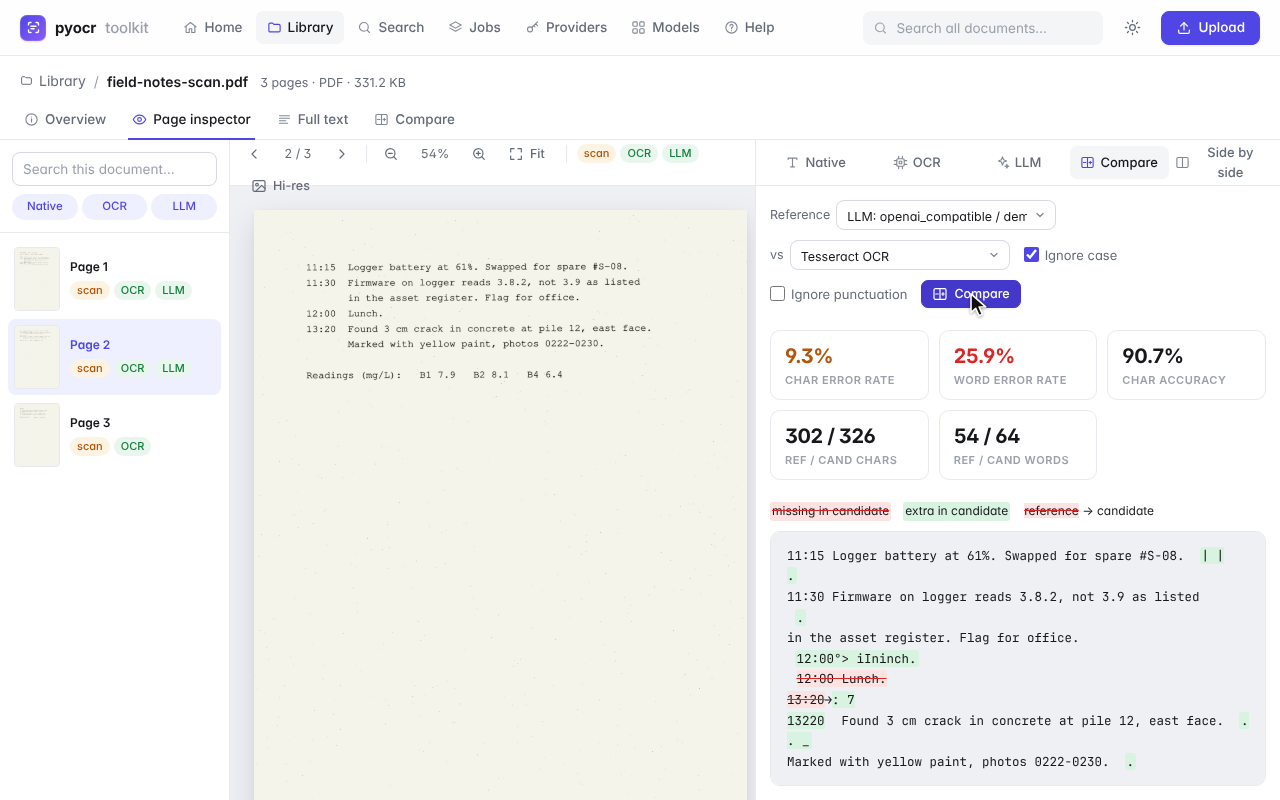 pyocr toolkit
Home
Library
Search
Jobs
Providers
Models
Help
Search all documents...
Upload
Library / field-notes-scan.pdf 3 pages · PDF · 331.2 KB
Overview
Page inspector
Full text
Compare
Search this document...
Native OCR LLM
Page 1
scan OCR LLM
Page 2
scan OCR LLM
Page 3
scan OCR
2 / 3
54%
Fit
scan OCR LLM
Hi-res
11:15 Logger battery at 61%. Swapped for spare #S-08.
11:30 Firmware on logger reads 3.8.2, not 3.9 as listed
in the asset register. Flag for office.
12:00 Lunch.
13:20 Found 3 cm crack in concrete at pile 12, east face.
Marked with yellow paint, photos 0222-0230.
Readings (mg/L): B1 7.9 B2 8.1 B4 6.4
Native
OCR
LLM
Compare
Side by
side
Reference LLM: openai_compatible / dem
vs Tesseract OCR Ignore case
Ignore punctuation Compare
9.3%
CHAR ERROR RATE
25.9%
WORD ERROR RATE
90.7%
CHAR ACCURACY
302 / 326
REF / CAND CHARS
54 / 64
REF / CAND WORDS
missing in candidate extra in candidate reference → candidate
11:15 Logger battery at 61%. Swapped for spare #S-08. | |
.
11:30 Firmware on logger reads 3.8.2, not 3.9 as listed
.
in the asset register. Flag for office.
12:00°> iIninch.
12:00 Lunch.
13:20→: 7
13220 Found 3 cm crack in concrete at pile 12, east face. .
. _
Marked with yellow paint, photos 0222-0230. .